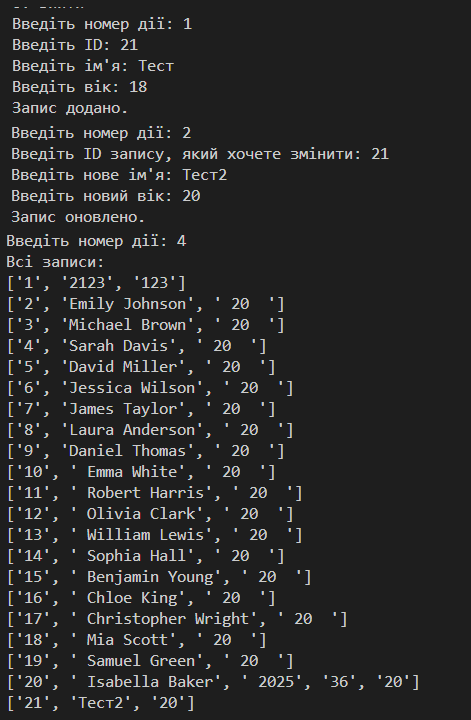 Введіть номер дії: 1
Введіть ID: 21
Введіть ім'я: Тест
Введіть вік: 18
Запис додано.
Введіть номер дії: 2
Введіть ID запису, який хочете змінити: 21
Введіть нове ім'я: Тест2
Введіть новий вік: 20
Запис оновлено.
Введіть номер дії: 4
Всі записи:
['1', '2123', '123']
['2', 'Emily Johnson', ' 20  ']
['3', 'Michael Brown', ' 20  ']
['4', 'Sarah Davis', ' 20  ']
['5', 'David Miller', ' 20  ']
['6', 'Jessica Wilson', ' 20  ']
['7', 'James Taylor', ' 20  ']
['8', 'Laura Anderson', ' 20  ']
['9', 'Daniel Thomas', ' 20  ']
['10', ' Emma White', ' 20  ']
['11', ' Robert Harris', ' 20  ']
['12', ' Olivia Clark', ' 20  ']
['13', ' William Lewis', ' 20  ']
['14', ' Sophia Hall', ' 20  ']
['15', ' Benjamin Young', ' 20  ']
['16', ' Chloe King', ' 20  ']
['17', ' Christopher Wright', ' 20  ']
['18', ' Mia Scott', ' 20  ']
['19', ' Samuel Green', ' 20  ']
['20', ' Isabella Baker', ' 2025', '36', '20']
['21', 'Тест2', '20']